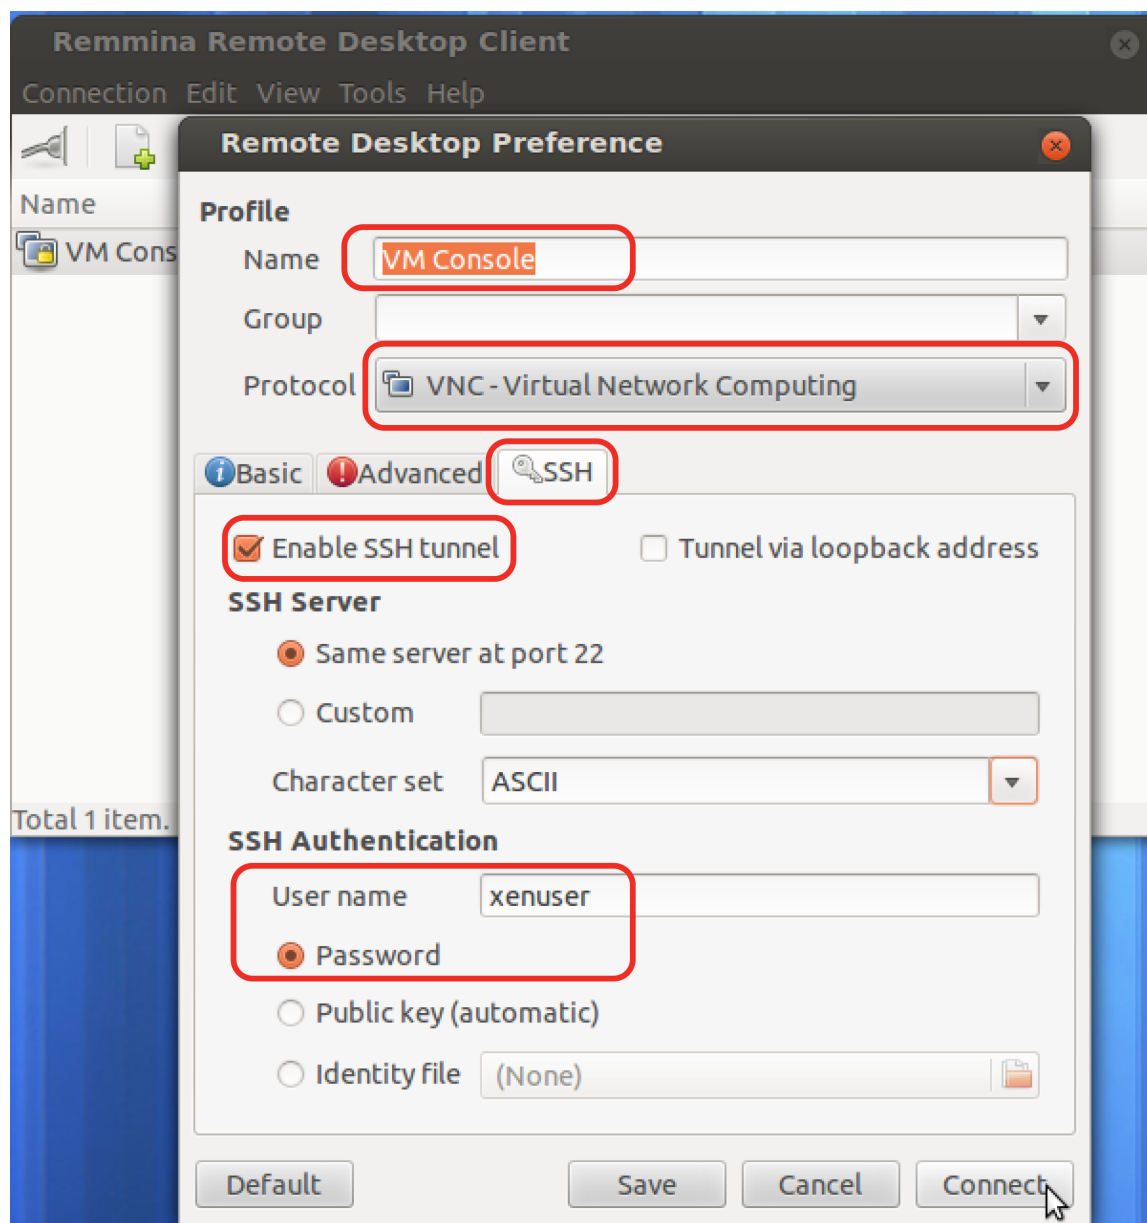 Remmina Remote Desktop Client
Connection Edit View Tools Help
Remote Desktop Preference
Name
Profile
VM Cons
Name VM Console
Group
Protocol VNC - Virtual Network Computing
Basic Advanced SSH
Enable SSH tunnel Tunnel via loopback address
SSH Server
Same server at port 22
Custom
Character set ASCII
Total 1 item.
SSH Authentication
User name xenuser
Password
Public key (automatic)
Identity file (None)
Default Save Cancel Connect